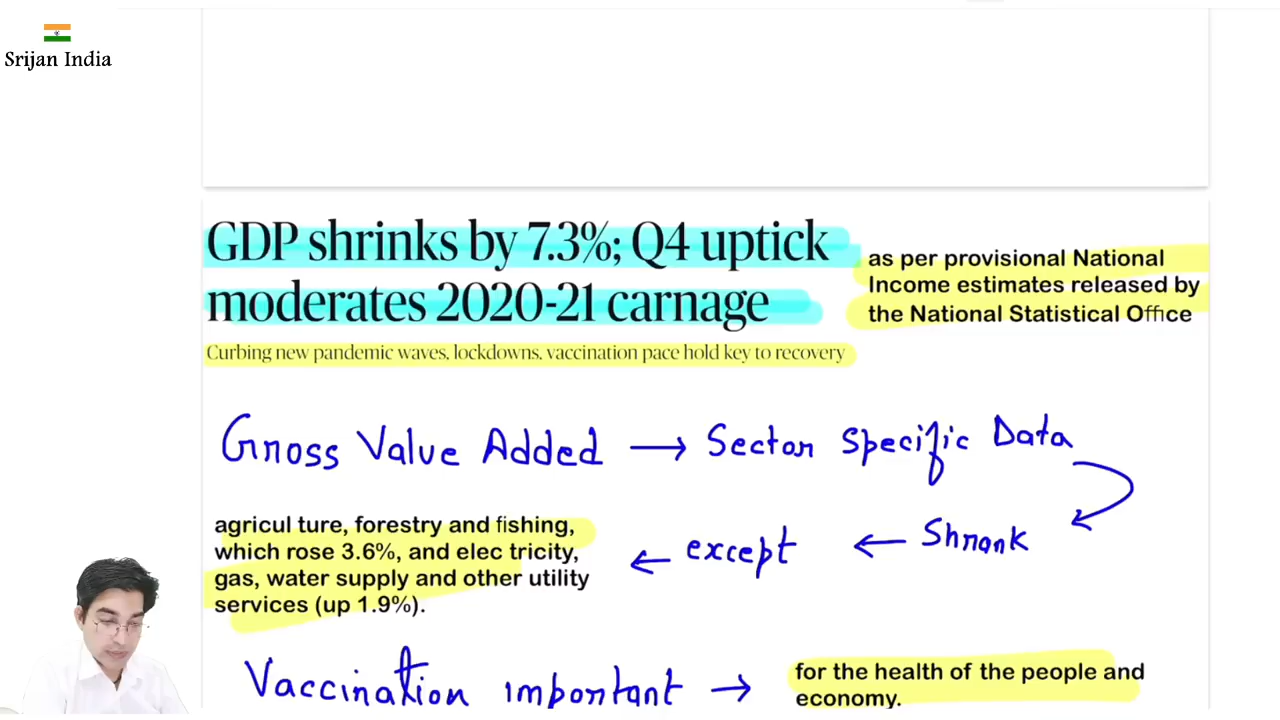 Srijan India
GDP shrinks by 7.3%; Q4 uptick
moderates 2020-21 carnage
as per provisional National
Income estimates released by
the National Statistical Office
Curbing new pandemic waves, lockdowns, vaccination pace hold key to recovery
Gross Value Added → Sector Specific Data
agricul ture, forestry and fishing,
which rose 3.6%, and elec tricity,
gas, water supply and other utility
services (up 1.9%).
← except ← Shrank
Vaccination important →
for the health of the people and
economy.